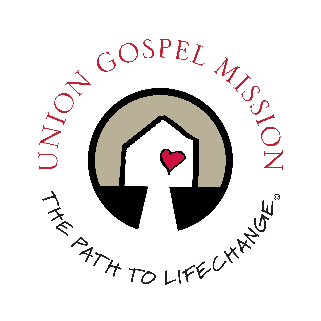 UNION GOSPEL MISSION
THE PATH TO LIFECHANGE®